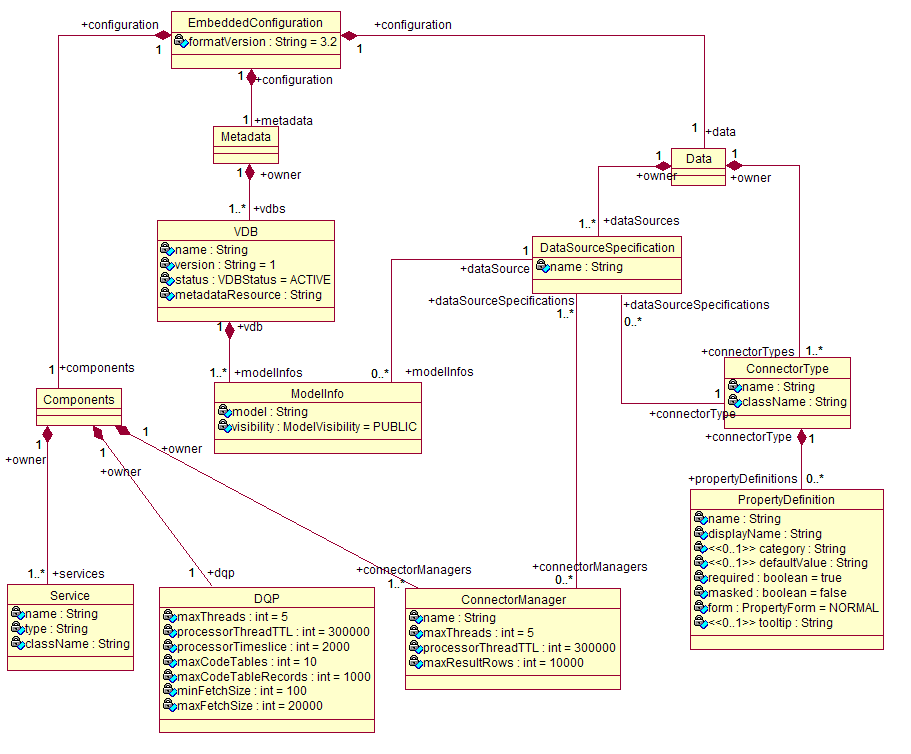 EmbeddedConfiguration
formatVersion : String = 3.2
+configuration
1
+configuration
1
1
+configuration
1
+metadata
Metadata
1
+owner
1..*
+vdbs
VDB
name : String
version : String = 1
status : VDBStatus = ACTIVE
metadataResource : String
1
+vdb
1..*
+modelInfos
ModelInfo
model : String
visibility : ModelVisibility = PUBLIC
1
+data
Data
1
+owner
1
+owner
1..*
+dataSources
DataSourceSpecification
name : String
1
+dataSource
0..*
+modelInfos
+dataSourceSpecifications
1..*
+dataSourceSpecifications
0..*
+connectorTypes
1..*
ConnectorType
name : String
className : String
1
+connectorType
+connectorType
1
+propertyDefinitions
0..*
PropertyDefinition
name : String
displayName : String
<<0..1>> category : String
<<0..1>> defaultValue : String
required : boolean = true
masked : boolean = false
form : PropertyForm = NORMAL
<<0..1>> tooltip : String
1
+components
Components
1
+owner
1
+owner
1
+owner
1..*
+services
Service
name : String
type : String
className : String
1
+dqp
DQP
maxThreads : int = 5
processorThreadTTL : int = 300000
processorTimeslice : int = 2000
maxCodeTables : int = 10
maxCodeTableRecords : int = 1000
minFetchSize : int = 100
maxFetchSize : int = 20000
+connectorManagers
1..*
+connectorManagers
0..*
ConnectorManager
name : String
maxThreads : int = 5
processorThreadTTL : int = 300000
maxResultRows : int = 10000